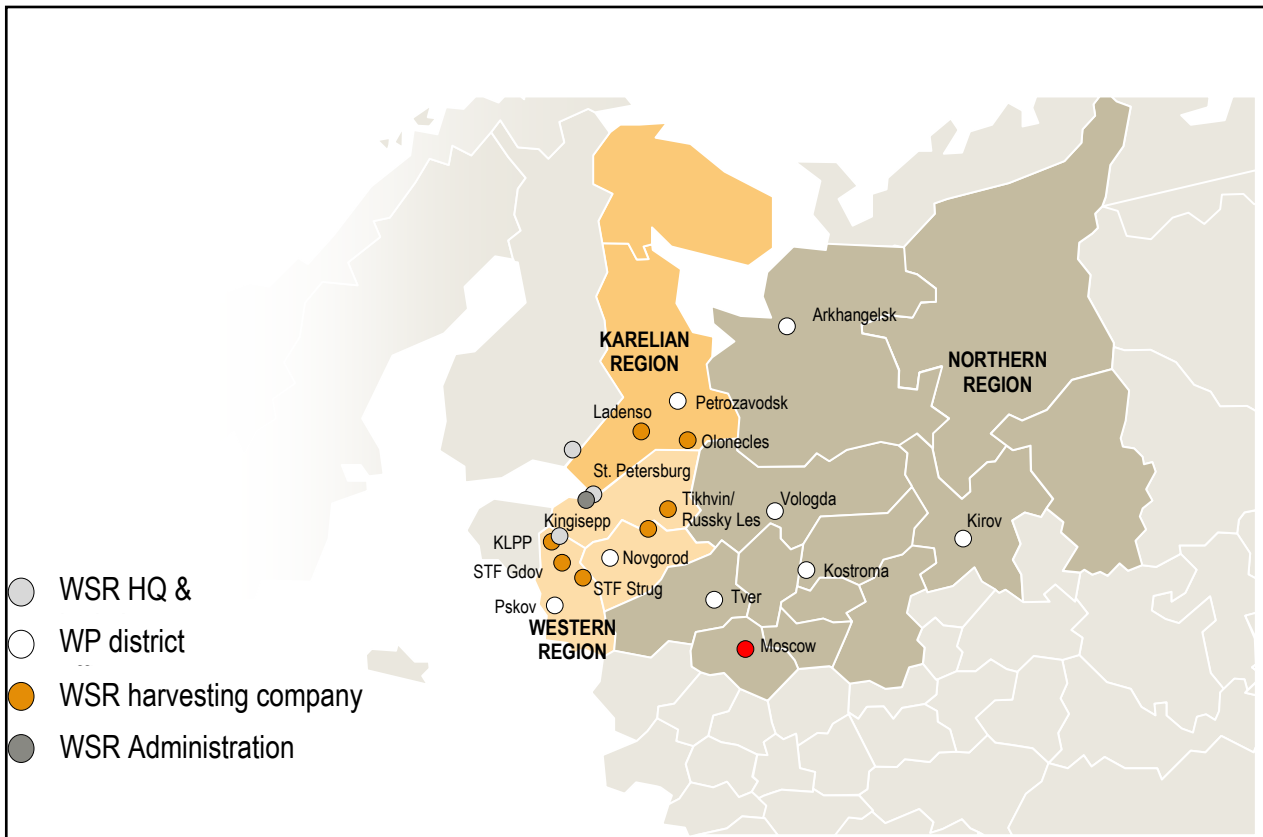 Arkhangelsk
KARELIAN
REGION
NORTHERN
REGION
Petrozavodsk
Ladenso
Olonecles
St. Petersburg
Tikhvin/
Russky Les
Vologda
Kingisepp
Kirov
KLPP
Novgorod
STF Gdov
Kostroma
STF Strug
Tver
Pskov
WESTERN
REGION
Moscow
WSR HQ &
WP district
WSR harvesting company
WSR Administration